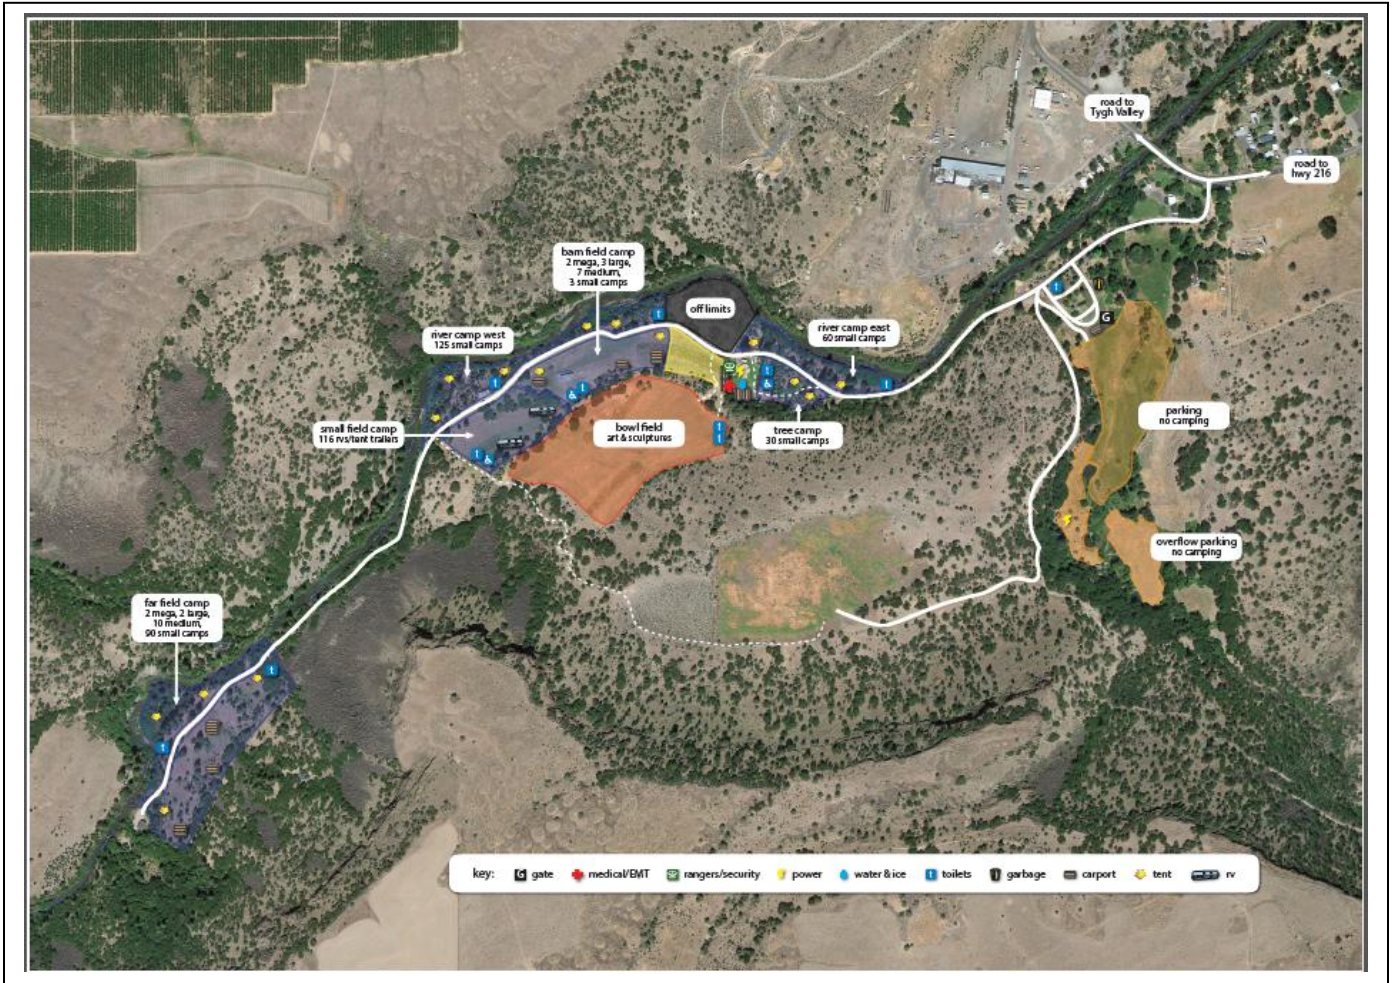 road to
Tygh Valley
road to
hwy 216
barn field camp
2 mega, 3 large,
7 medium,
3 small camps
off limits
river camp west
125 small camps
river camp east
60 small camps
t
G
small field camp
116 rvs/tent trailers
bowl field
art & sculptures
tree camp
30 small camps
parking
no camping
overflow parking
no camping
far field camp
2 mega, 2 large,
10 medium,
90 small camps
key: G gate medical/EMT rangers/security power water & ice t toilets garbage carport tent rv